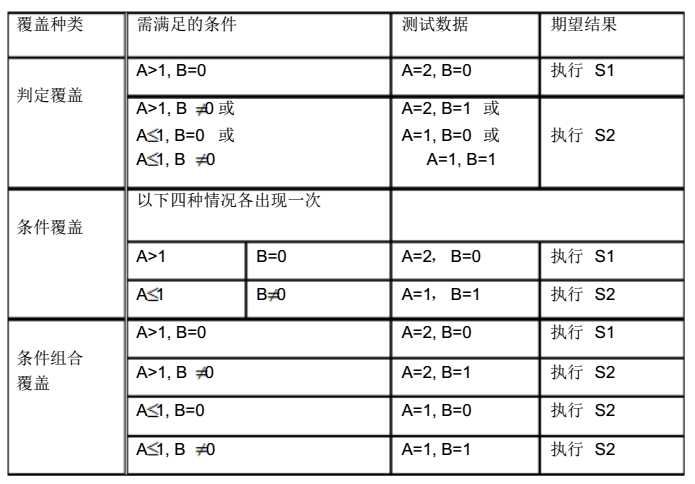 覆盖种类 需满足的条件 测试数据 期望结果
判定覆盖
A>1, B=0 A=2, B=0 执行 S1
A>1, B ≠0 或
A≤1, B=0 或
A≤1, B ≠0
A=2, B=1 或
A=1, B=0 或
A=1, B=1
执行 S2
条件覆盖
以下四种情况各出现一次
A>1 B=0 A=2， B=0 执行 S1
A≤1 B≠0 A=1， B=1 执行 S2
条件组合
覆盖
A>1, B=0 A=2, B=0 执行 S1
A>1, B ≠0 A=2, B=1 执行 S2
A≤1, B=0 A=1, B=0 执行 S2
A≤1, B ≠0 A=1, B=1 执行 S2